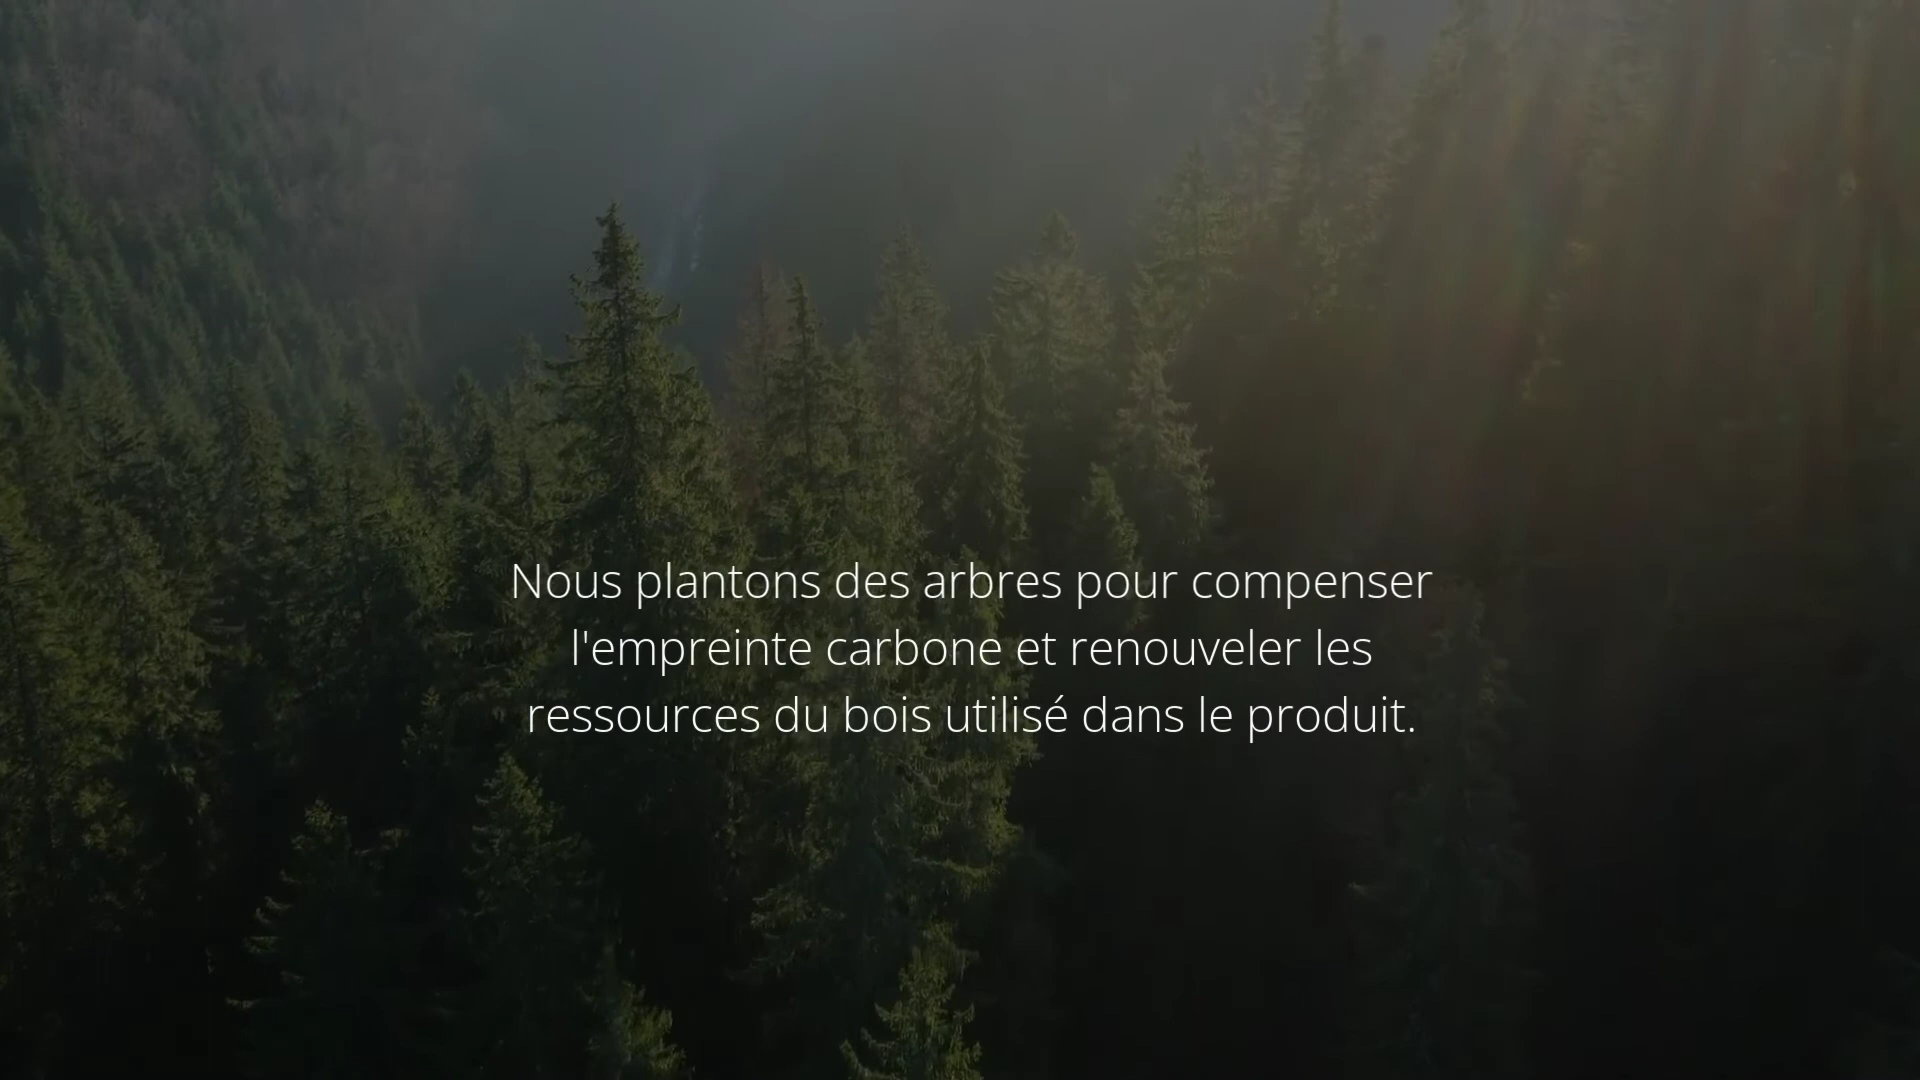 Nous plantons des arbres pour compenser
l'empreinte carbone et renouveler les
ressources du bois utilisé dans le produit.